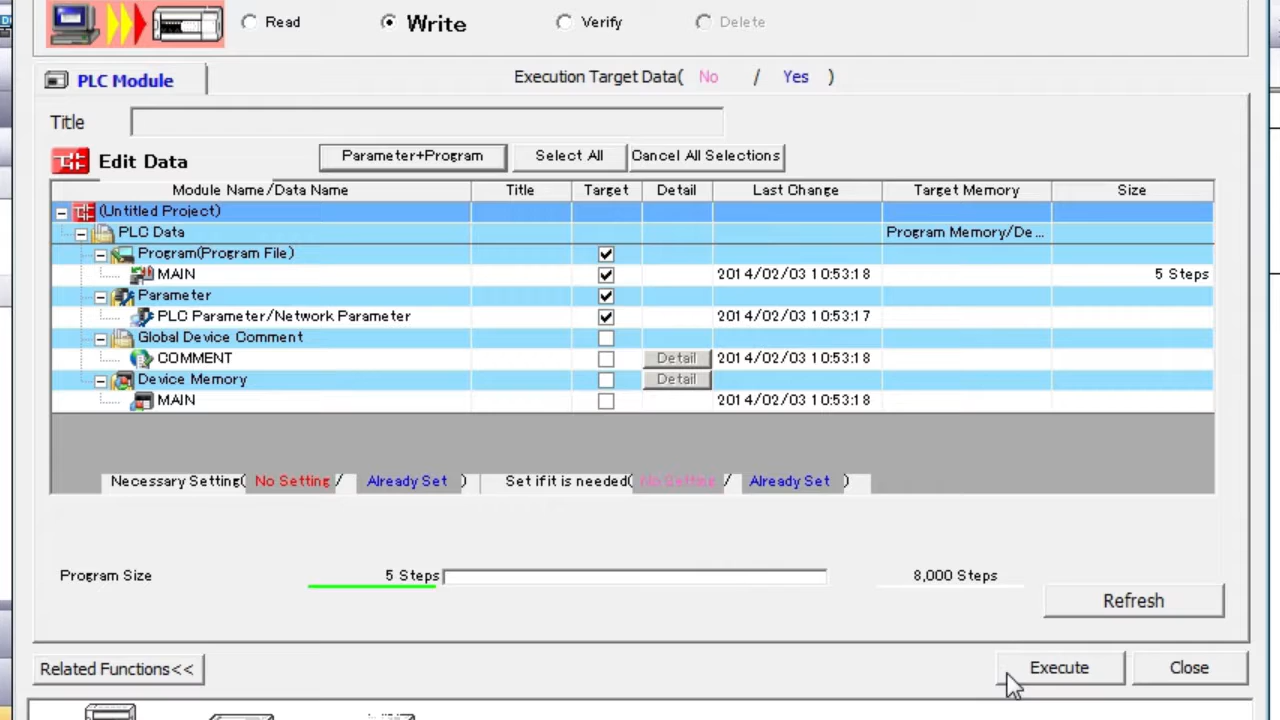 Read Write Verify Delete
PLC Module Execution Target Data( No / Yes )
Title
Edit Data Parameter+Program Select All Cancel All Selections
Module Name/Data Name Title Target Detail Last Change Target Memory Size
(Untitled Project)
PLC Data Program Memory/De...
Program(Program File)
MAIN 2014/02/03 10:53:18 5 Steps
Parameter
PLC Parameter/Network Parameter 2014/02/03 10:53:17
Global Device Comment
COMMENT Detail 2014/02/03 10:53:18
Device Memory Detail
MAIN 2014/02/03 10:53:18
Necessary Setting( No Setting / Already Set ) Set if it is needed( No Setting / Already Set )
Program Size 5 Steps 8,000 Steps
Refresh
Related Functions<< Execute Close